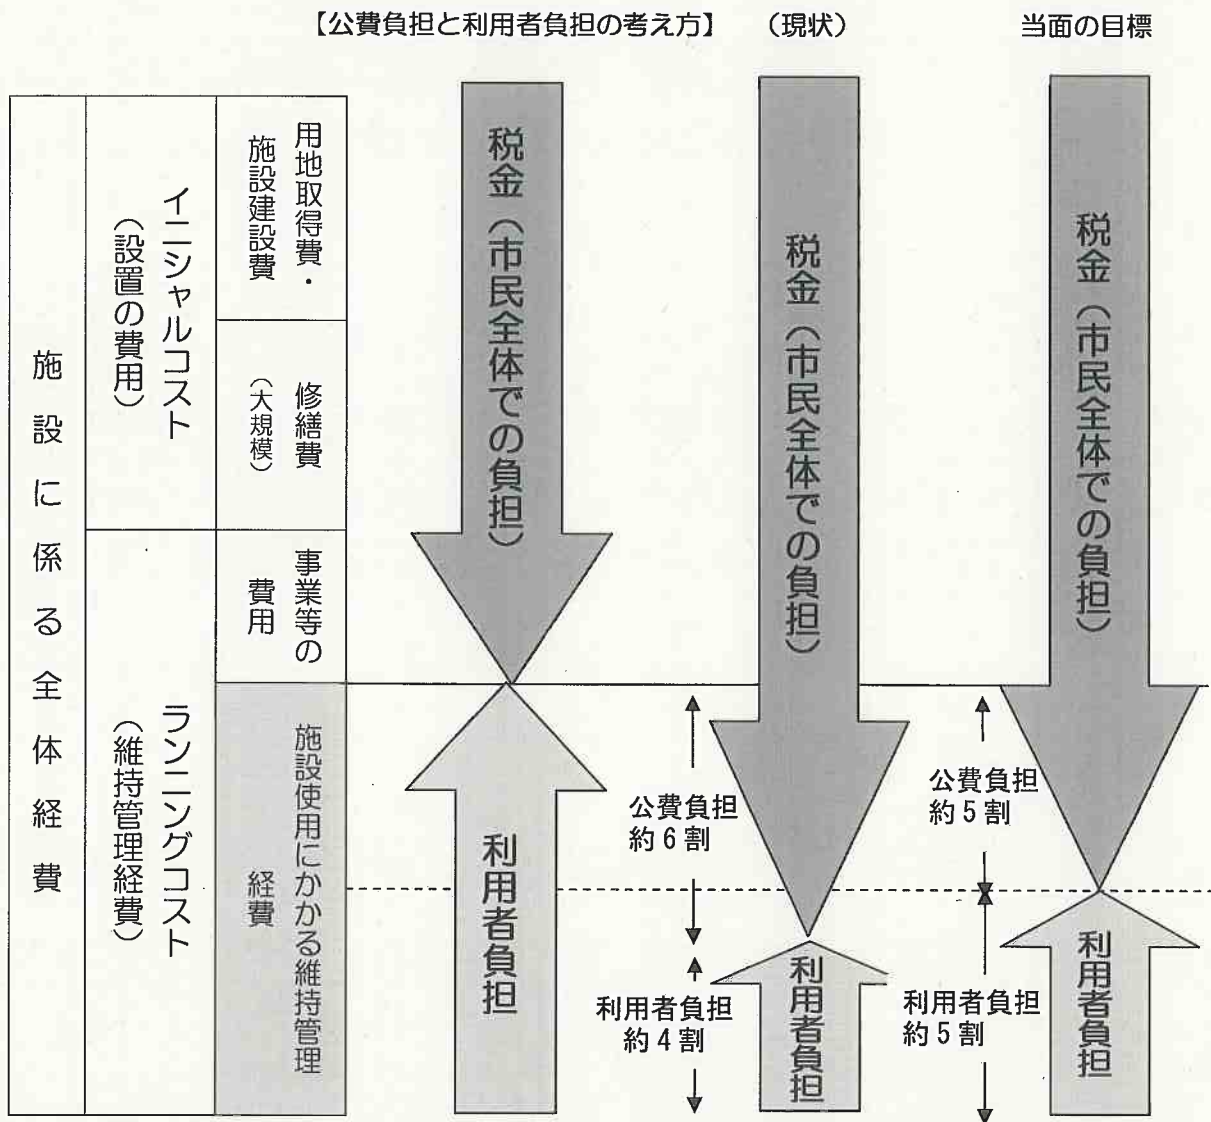 【公費負担と利用者負担の考え方】
(現状)
当面の目標
施設に係る全体経費
イニシャルコスト
(設置の費用)
用地取得費・
施設建設費
修繕費
(大規模)
ランニングコスト
(維持管理経費)
事業等の
費用
施設使用にかかる維持管理
経費
税金(市民全体での負担)
利用者負担
税金(市民全体での負担)
公費負担
約6割
利用者負担
約4割
利用者負担
税金(市民全体での負担)
公費負担
約5割
利用者負担
約5割
利用者負担